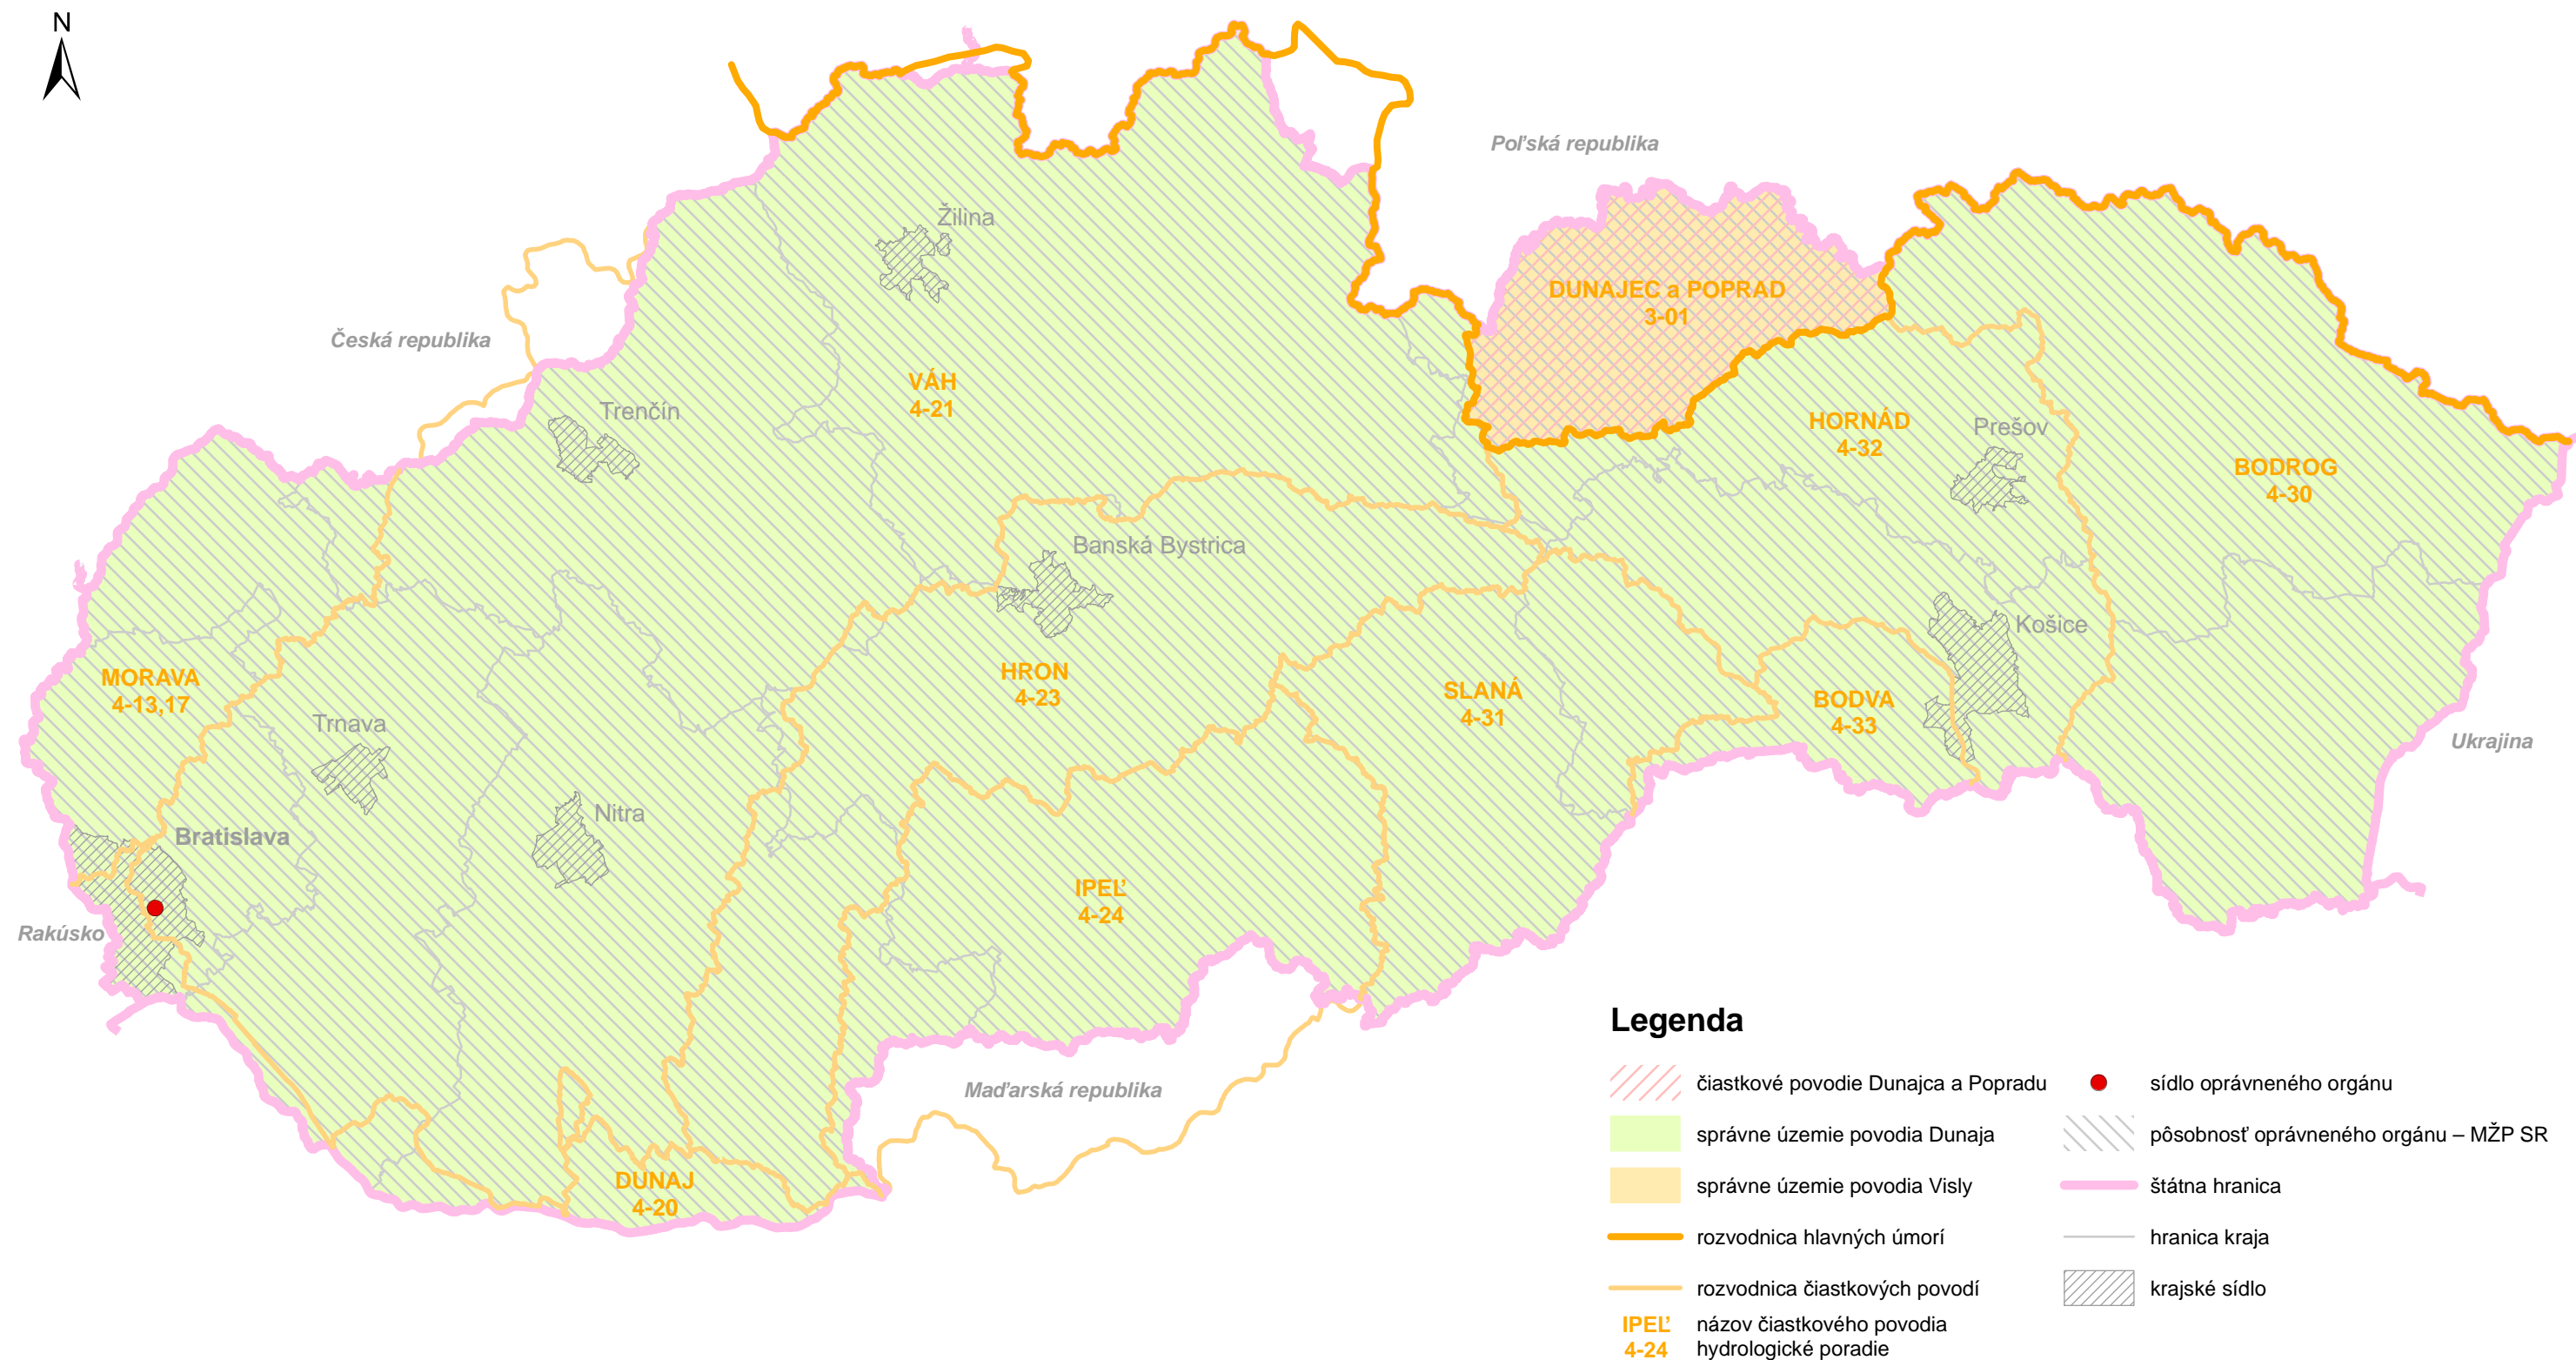 N
Poľská republika
Žilina
DUNAJEC a POPRAD
3-01
Česká republika
VÁH
4-21
Trenčín
HORNÁD
4-32
Prešov
BODROG
4-30
Banská Bystrica
Košice
MORAVA
4-13,17
HRON
4-23
SLANÁ
4-31
BODVA
4-33
Trnava
Ukrajina
Nitra
Bratislava
IPEĽ
4-24
Rakúsko
Maďarská republika
DUNAJ
4-20
Legenda
čiastkové povodie Dunajca a Popradu
správne územie povodia Dunaja
správne územie povodia Visly
rozvodnica hlavných úmorí
rozvodnica čiastkových povodí
IPEĽ názov čiastkového povodia
4-24 hydrologické poradie
sídlo oprávneného orgánu
pôsobnosť oprávneného orgánu – MŽP SR
štátna hranica
hranica kraja
krajské sídlo